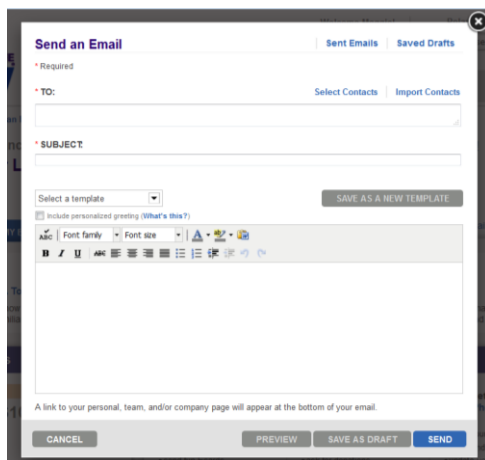 Send an Email
Sent Emails
Saved Drafts
* Required
* TO:
Select Contacts
Import Contacts
* SUBJECT:
Select a template
SAVE AS A NEW TEMPLATE
Include personalized greeting (What's this?)
ABC Font family Font size A
B I U ABC
A link to your personal, team, and/or company page will appear at the bottom of your email.
CANCEL
PREVIEW
SAVE AS DRAFT
SEND